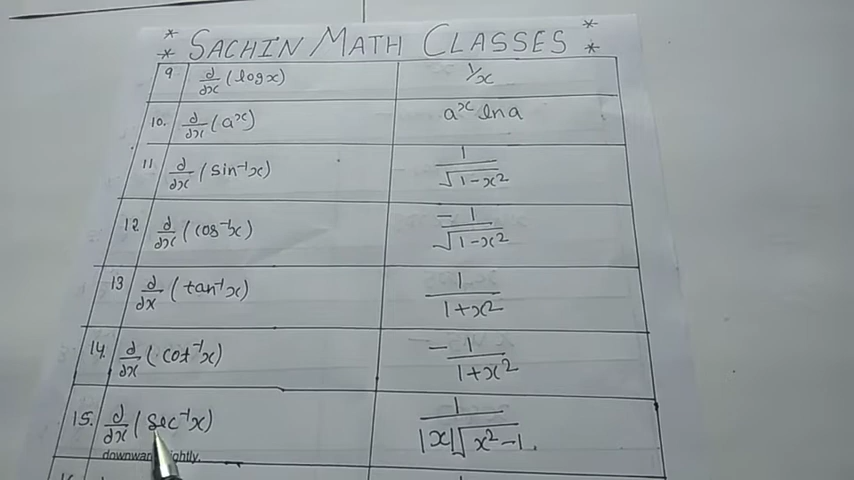 * SACHIN MATH CLASSES *
* *
9. d/dx (log x) 1/x
10. d/dx (aˣ) aˣ ln a
11. d/dx (sin⁻¹x) 1/√(1-x²)
12 d/dx (cos⁻¹x) -1/√(1-x²)
13 d/dx (tan⁻¹x) 1/(1+x²)
14. d/dx (cot⁻¹x) -1/(1+x²)
15. d/dx (sec⁻¹x) 1/(|x|√(x²-1))